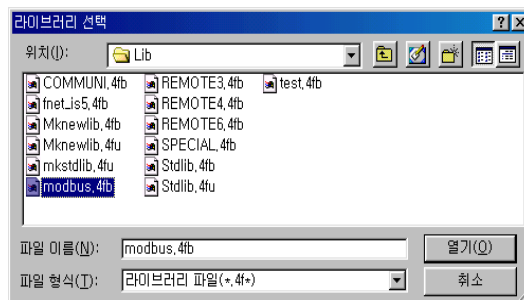 라이브러리 선택
위치(I):
Lib
COMMUNI.4fb
fnet_is5.4fb
Mknewlib.4fb
Mknewlib.4fu
mkstdlib.4fu
modbus.4fb
REMOTE3.4fb
REMOTE4.4fb
REMOTE6.4fb
SPECIAL.4fb
Stdlib.4fb
Stdlib.4fu
test.4fb
파일 이름(N):
modbus.4fb
열기(O)
파일 형식(T):
라이브러리 파일(*.4f*)
취소